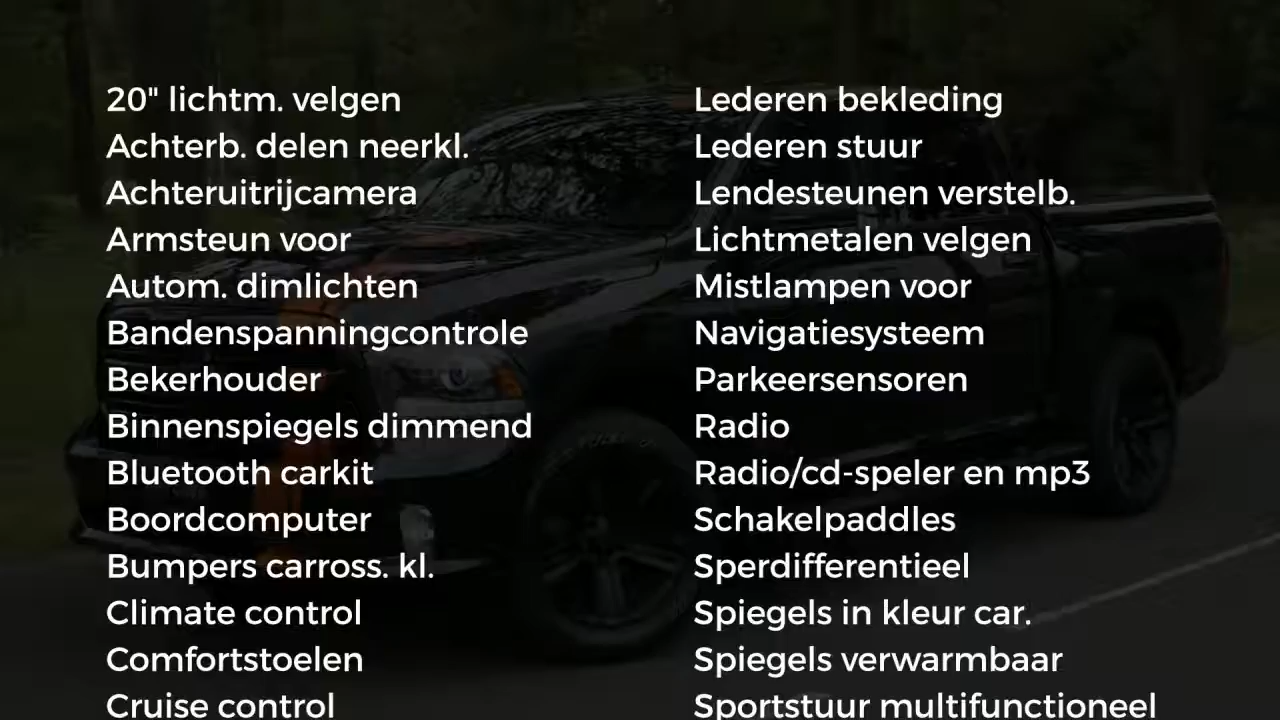 20" lichtm. velgen
Achterb. delen neerkl.
Achteruitrijcamera
Armsteun voor
Autom. dimlichten
Bandenspanningcontrole
Bekerhouder
Binnenspiegels dimmend
Bluetooth carkit
Boordcomputer
Bumpers carross. kl.
Climate control
Comfortstoelen
Cruise control
Lederen bekleding
Lederen stuur
Lendesteunen verstelb.
Lichtmetalen velgen
Mistlampen voor
Navigatiesysteem
Parkeersensoren
Radio
Radio/cd-speler en mp3
Schakelpaddles
Sperdifferentieel
Spiegels in kleur car.
Spiegels verwarmbaar
Sportstuur multifunctioneel